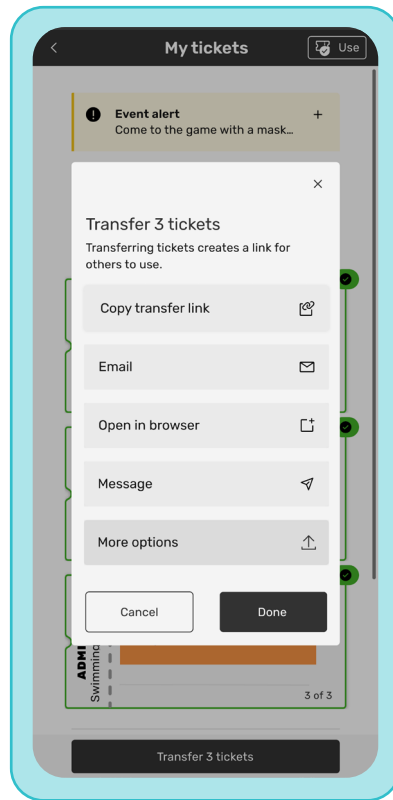 My tickets
Use
Event alert
Come to the game with a mask...
Transfer 3 tickets
Transferring tickets creates a link for
others to use.
Copy transfer link
Email
Open in browser
Message
More options
Cancel
Done
Swimming
3 of 3
Transfer 3 tickets